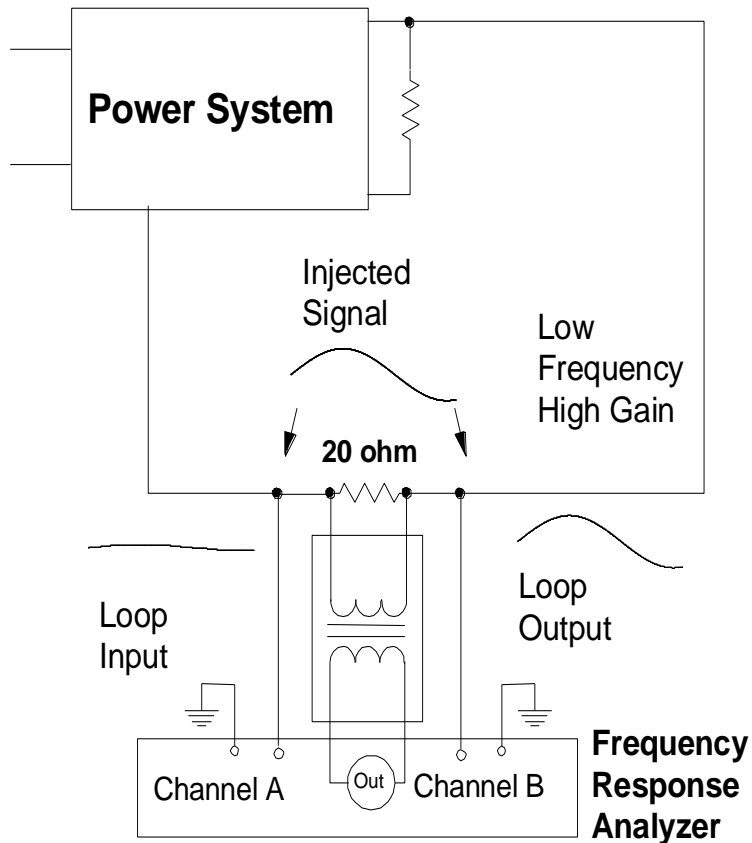 Power System
Injected
Signal
Low
Frequency
High Gain
20 ohm
Loop
Input
Loop
Output
Channel A
Out
Channel B
Frequency
Response
Analyzer